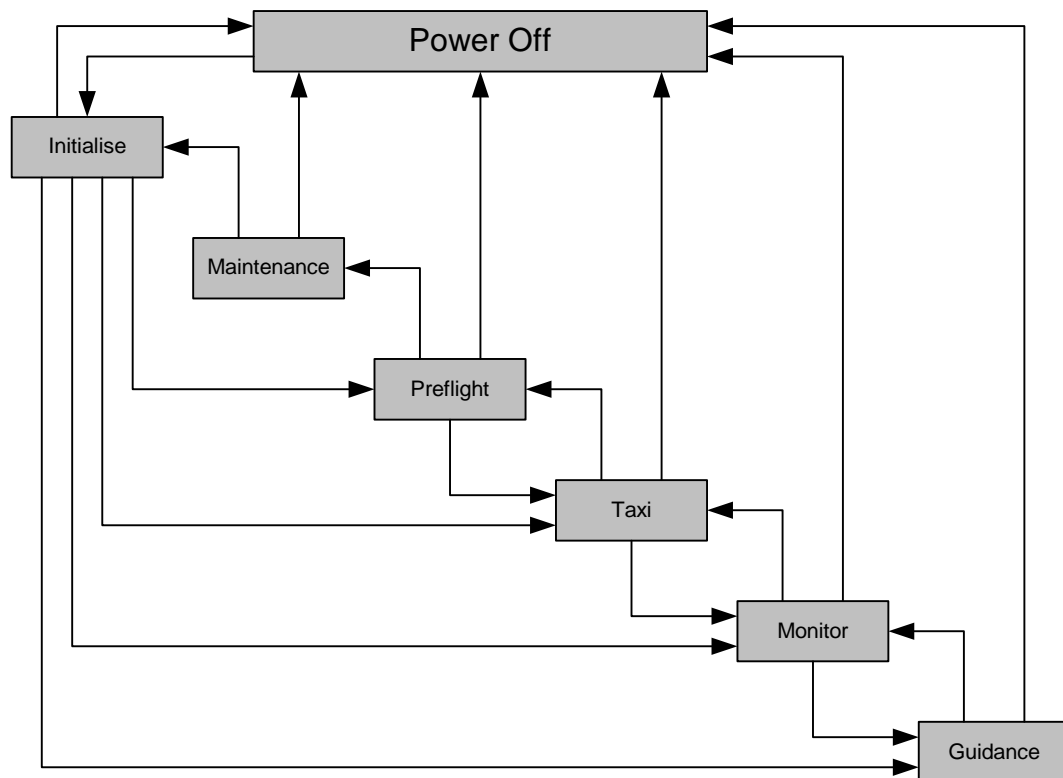 Power Off
Initialise
Maintenance
Preflight
Taxi
Monitor
Guidance